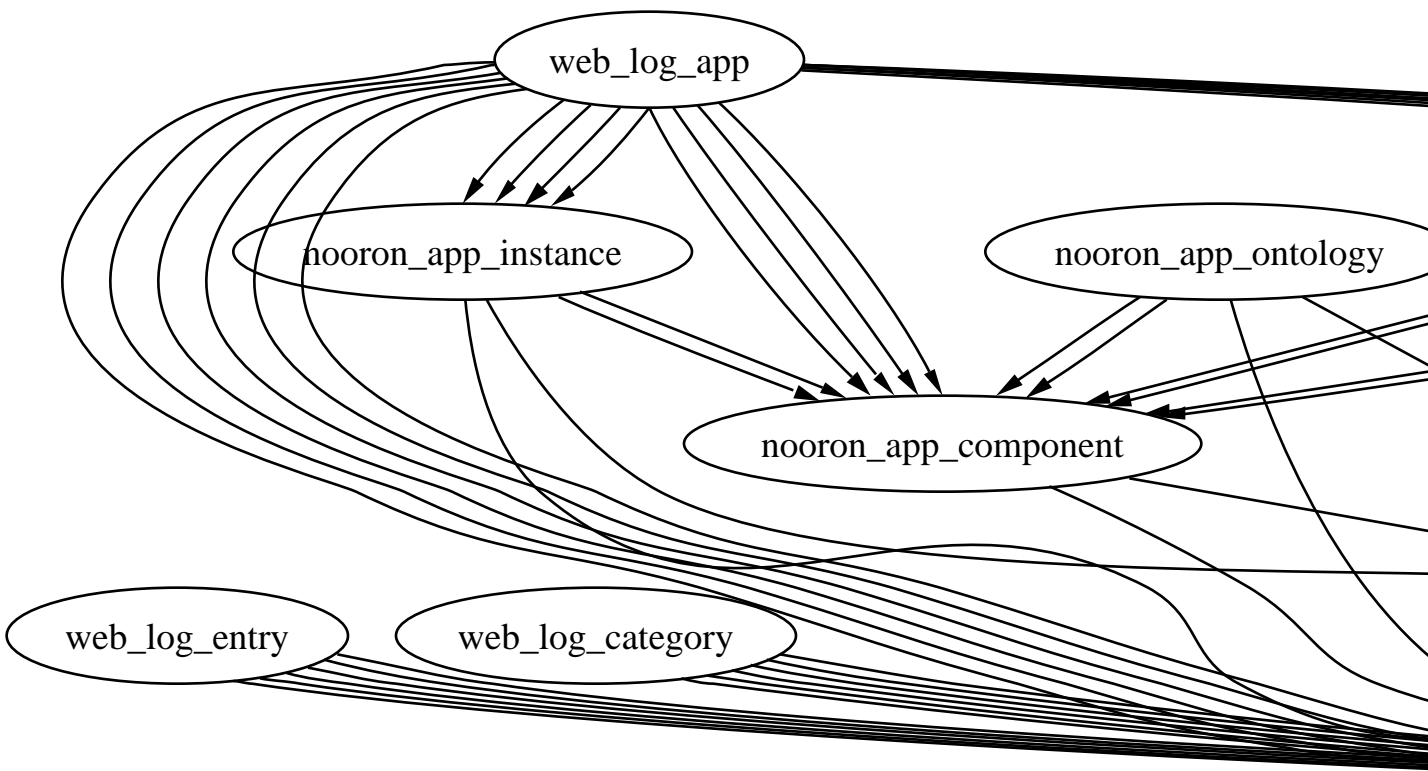 web_log_app
nooron_app_instance
nooron_app_ontology
nooron_app_component
web_log_entry
web_log_category